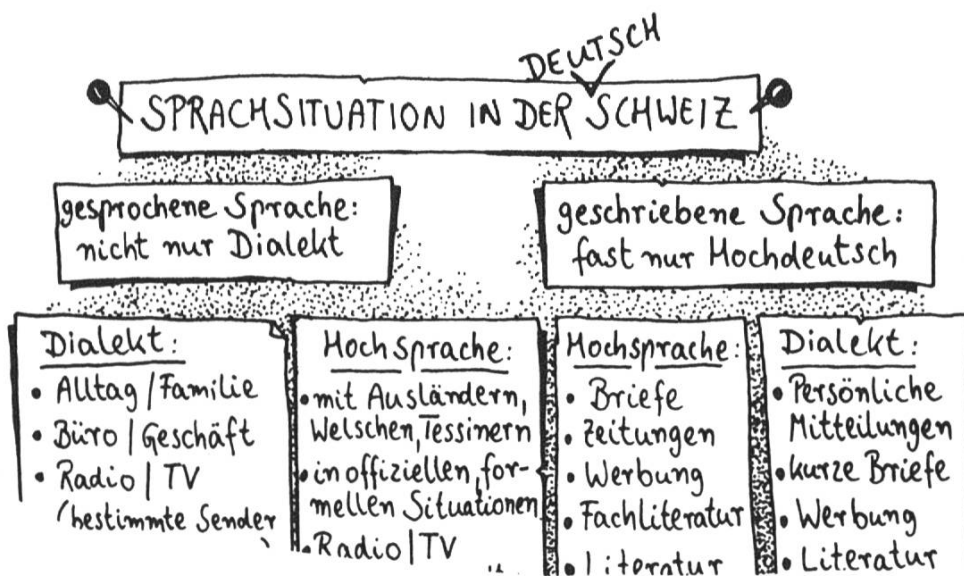 DEUTSCH
SPRACHSITUATION IN DER SCHWEIZ
gesprochene Sprache:
nicht nur Dialekt
geschriebene Sprache:
fast nur Hochdeutsch
Dialekt:
• Alltag/Familie
• Büro | Geschäft
• Radio | TV
(bestimmte Sender
Hochsprache:
• mit Ausländern,
Welschen, Tessinern
• in offiziellen, for-
mellen Situationen
• Radio | TV
Hochsprache:
• Briefe
• Zeitungen
• Werbung
• Fachliteratur
• Literatur
Dialekt:
• Persönliche
Mitteilungen
• kurze Briefe
• Werbung
• Literatur